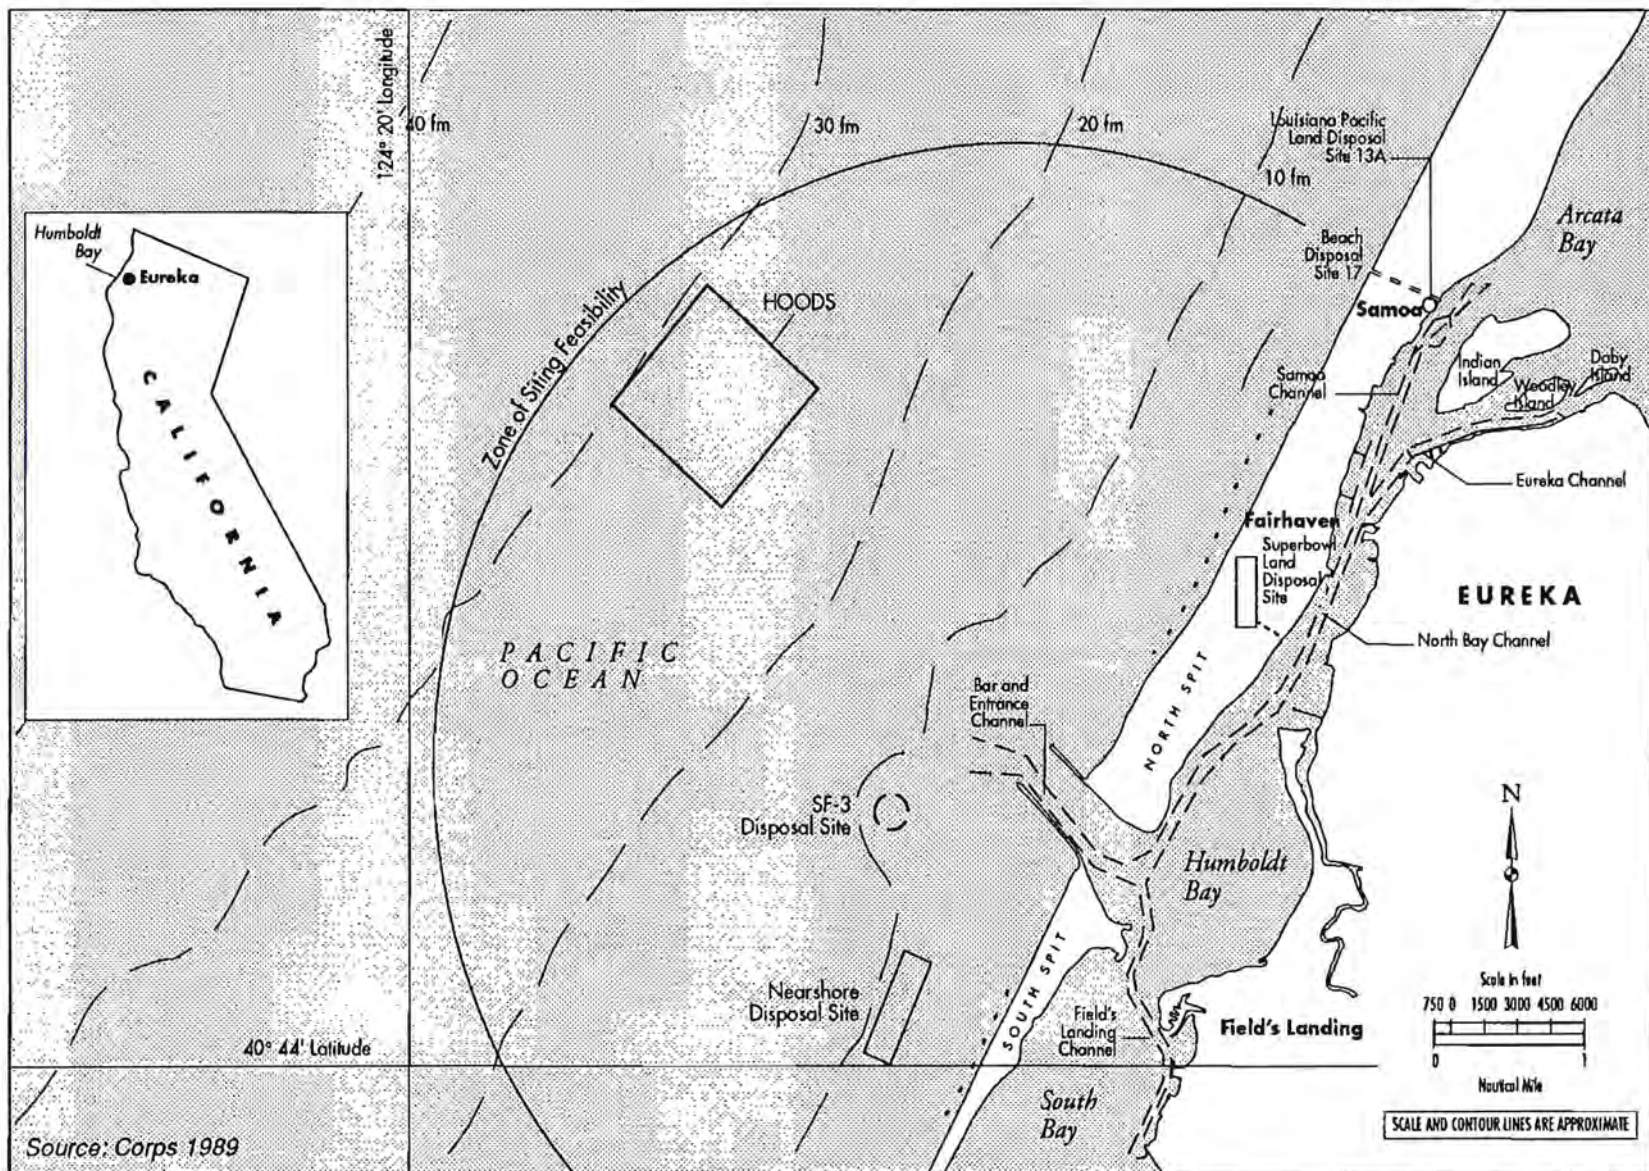 124° 20' Longitude
40 fm
30 fm
20 fm
10 fm
Louisiana Pacific
Land Disposal
Site 13A
Arcata
Bay
Beach
Disposal
Site 17
Humboldt
Bay
Eureka
CALIFORNIA
Zone of Siting Feasibility
HOODS
Samoa
Samoa
Channel
Indian
Island
Woodley
Island
Daby
Island
Eureka Channel
Fairhaven
Superbowl
Land
Disposal
Site
EUREKA
North Bay Channel
PACIFIC
OCEAN
Bar and
Entrance
Channel
NORTH SPIT
SF-3
Disposal Site
Humboldt
Bay
N
Nearshore
Disposal Site
SOUTH SPIT
Field's
Landing
Channel
Field's Landing
Scale in feet
750 0 1500 3000 4500 6000
0 1
Nautical Mile
40° 44' Latitude
South
Bay
SCALE AND CONTOUR LINES ARE APPROXIMATE
Source: Corps 1989